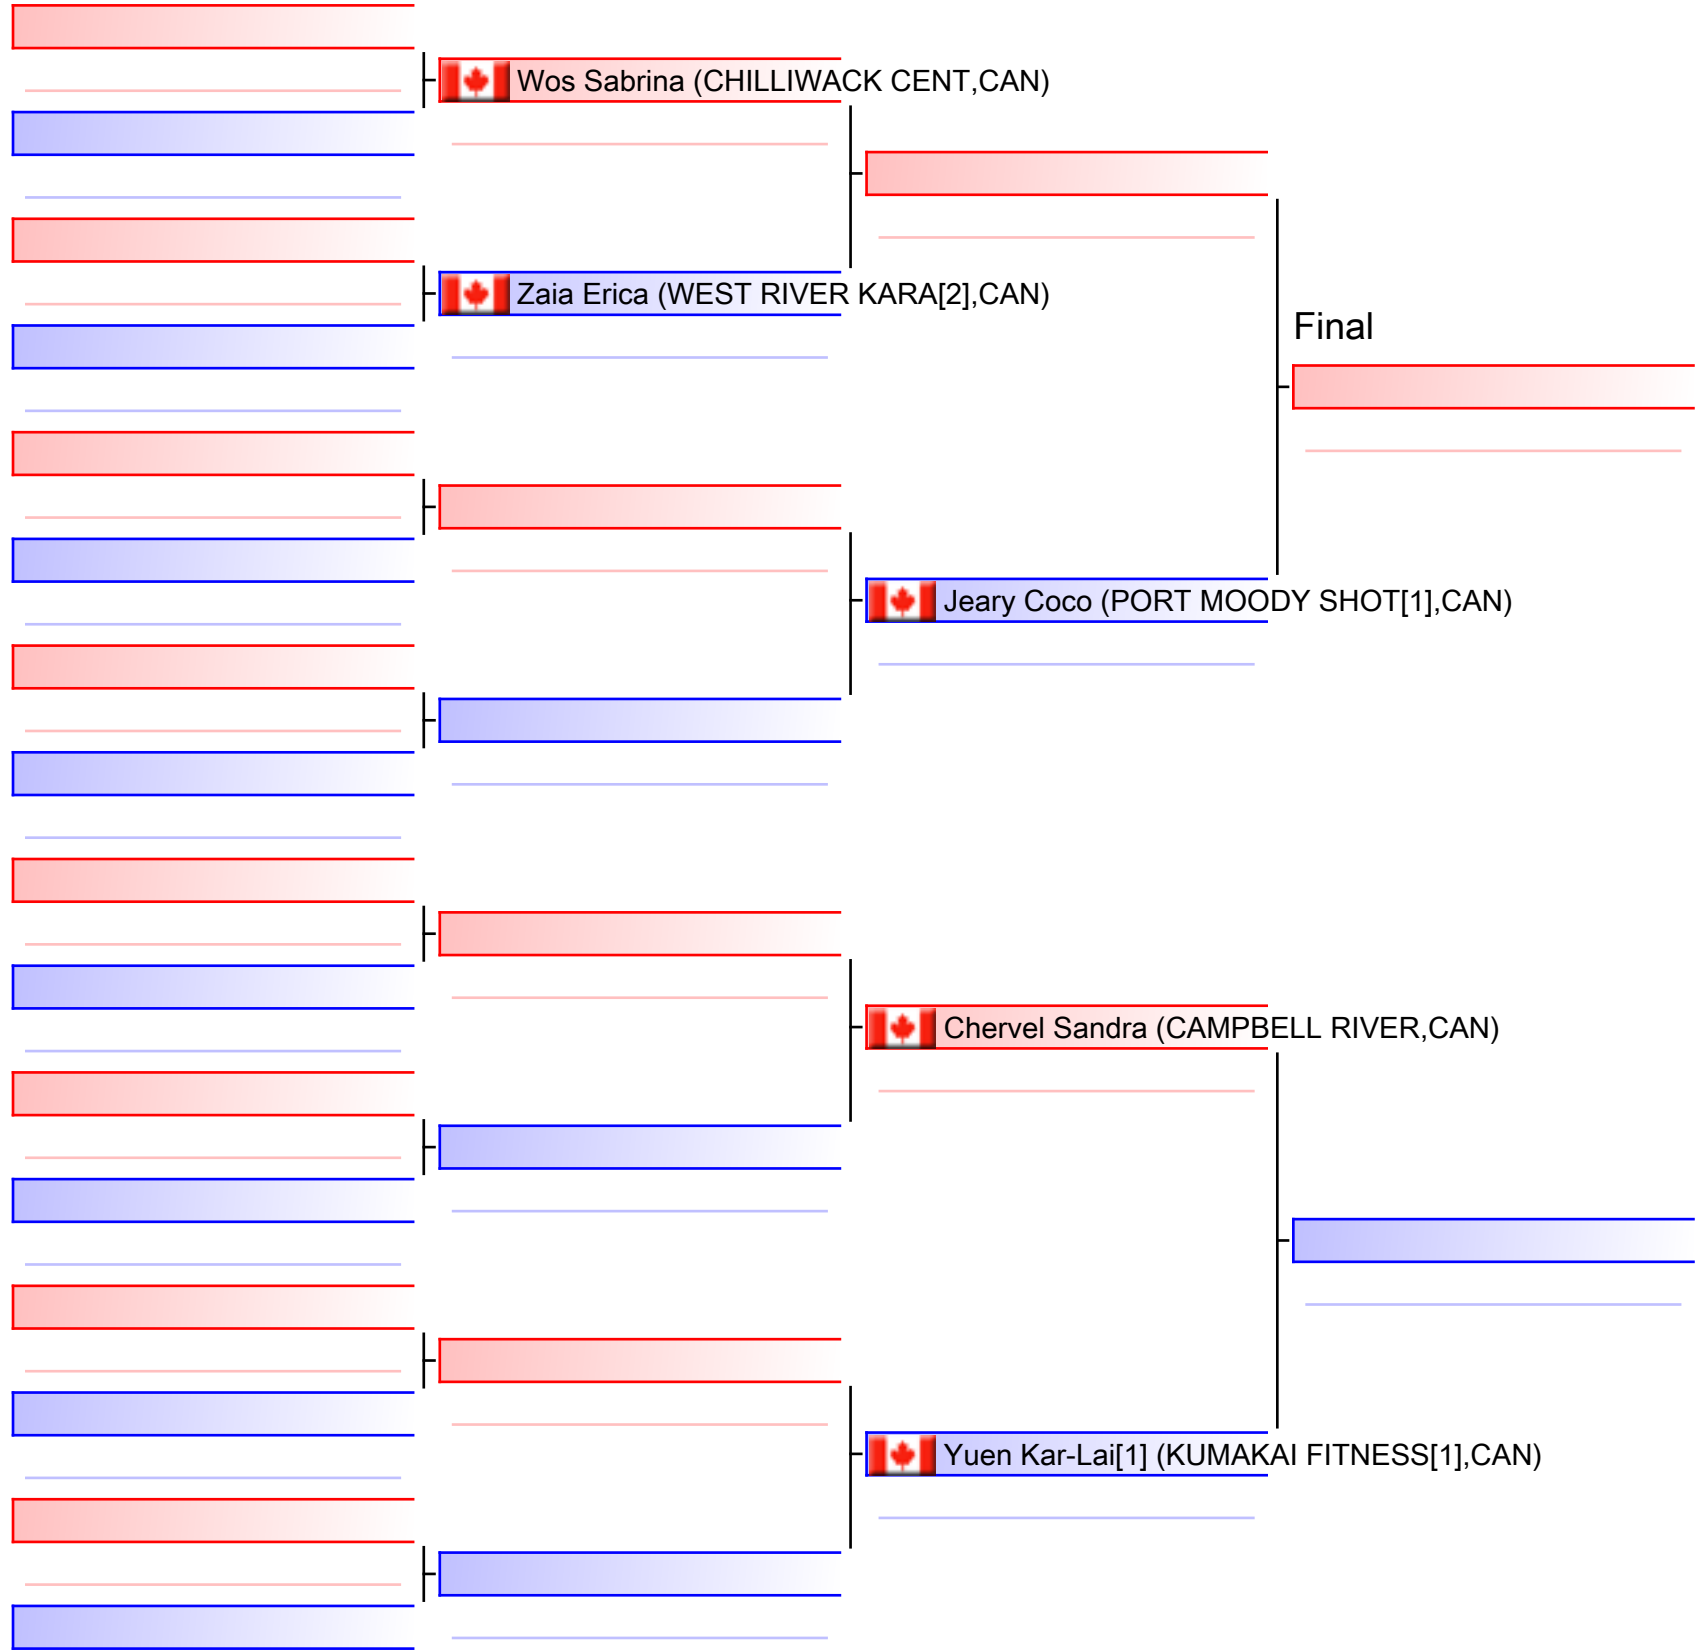 Wos Sabrina (CHILLIWACK CENT,CAN)
Zaia Erica (WEST RIVER KARA[2],CAN)
Final
Jeary Coco (PORT MOODY SHOT[1],CAN)
Chervel Sandra (CAMPBELL RIVER,CAN)
Yuen Kar-Lai[1] (KUMAKAI FITNESS[1],CAN)